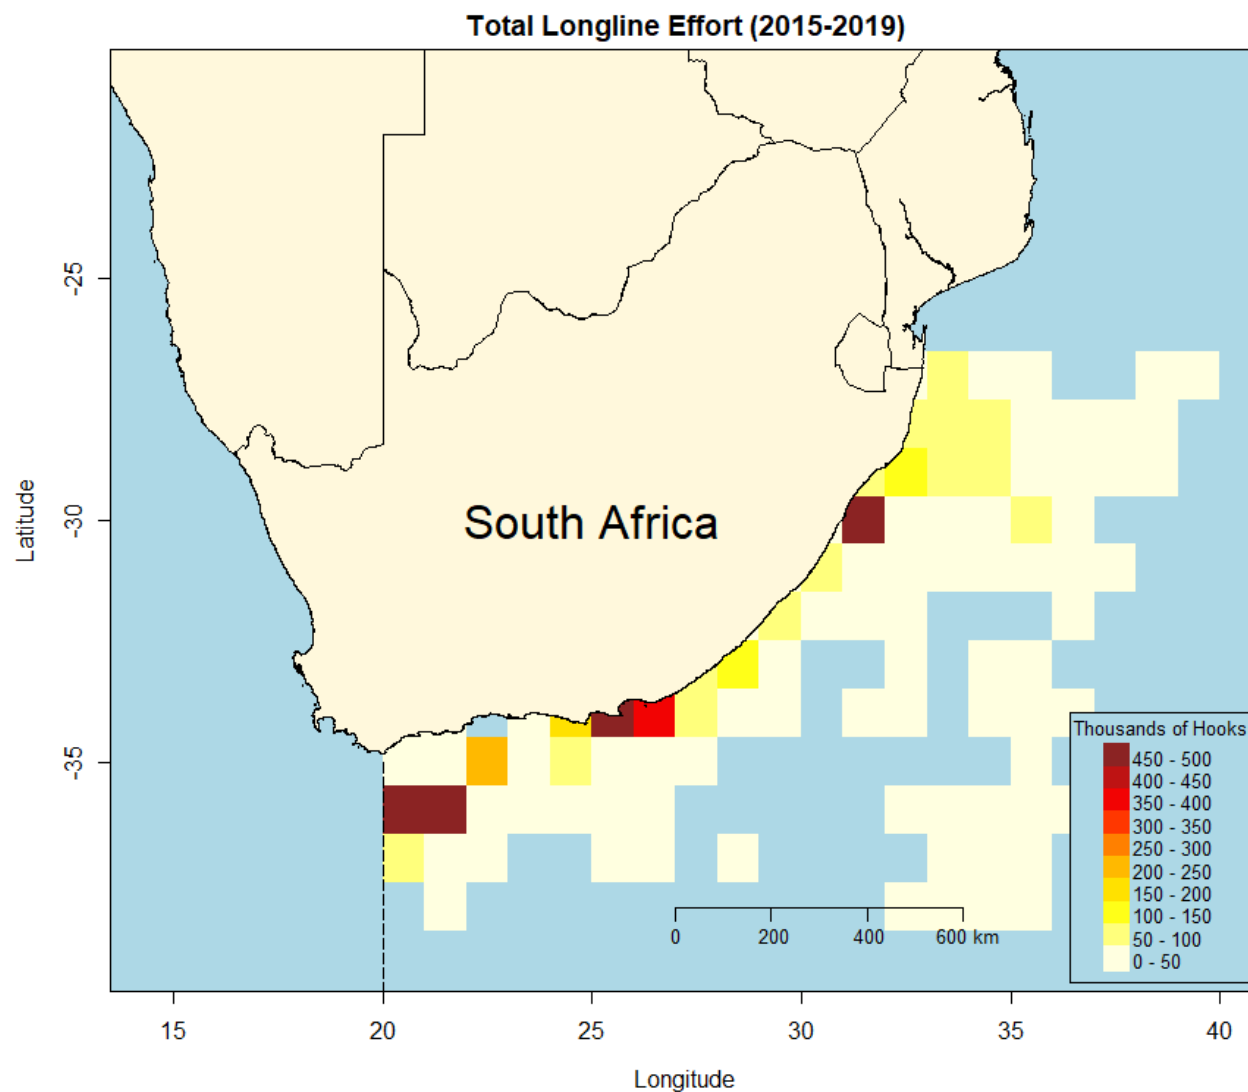 Total Longline Effort (2015-2019)
Latitude
-25
-30
-35
South Africa
Thousands of Hooks
450 - 500
400 - 450
350 - 400
300 - 350
250 - 300
200 - 250
150 - 200
100 - 150
50 - 100
0 - 50
0 200 400 600 km
15 20 25 30 35 40
Longitude